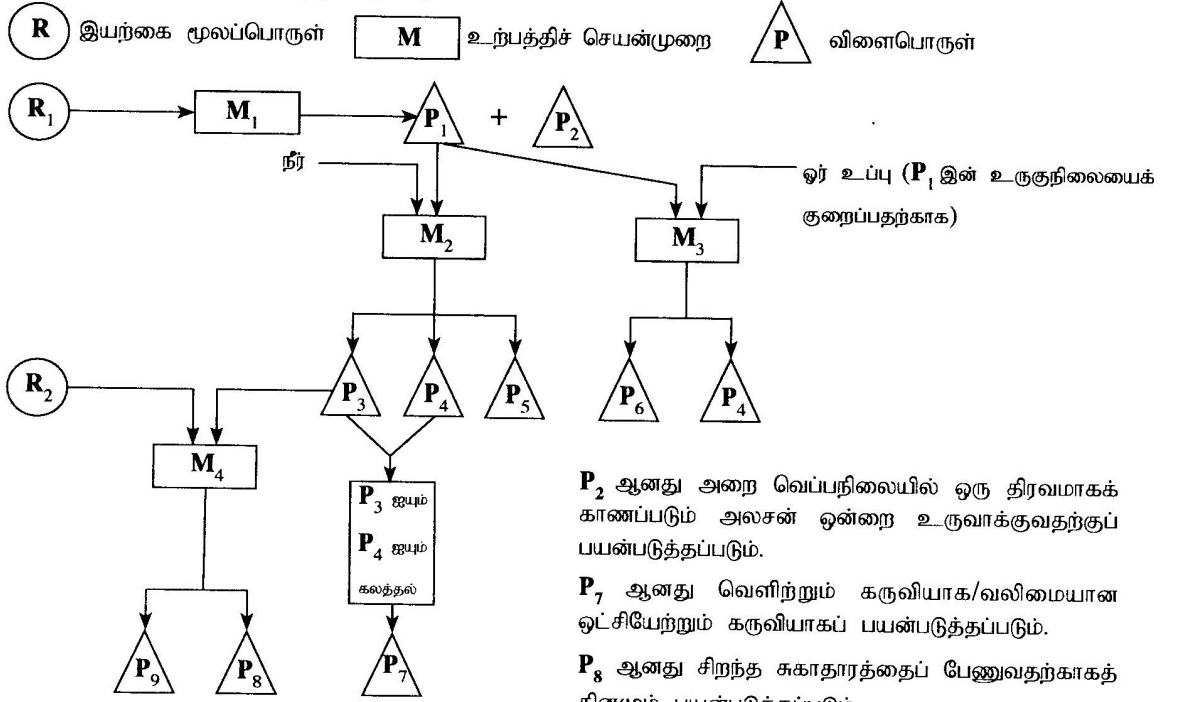 R இயற்கை மூலப்பொருள் M உற்பத்திச் செயன்முறை P விளைபொருள்
R₁ M₁ P₁ + P₂
நீர்
ஓர் உப்பு (P₁ இன் உருகுநிலையைக்
குறைப்பதற்காக)
M₂ M₃
R₂ P₃ P₄ P₅ P₆ P₄
M₄
P₃ ஐயும்
P₄ ஐயும்
கலத்தல்
P₉ P₈ P₇
P₂ ஆனது அறை வெப்பநிலையில் ஒரு திரவமாகக்
காணப்படும் அலசன் ஒன்றை உருவாக்குவதற்குப்
பயன்படுத்தப்படும்.
P₇ ஆனது வெளிற்றும் கருவியாக/வலிமையான
ஒட்சியேற்றும் கருவியாகப் பயன்படுத்தப்படும்.
P₈ ஆனது சிறந்த சுகாதாரத்தைப் பேணுவதற்காகத்